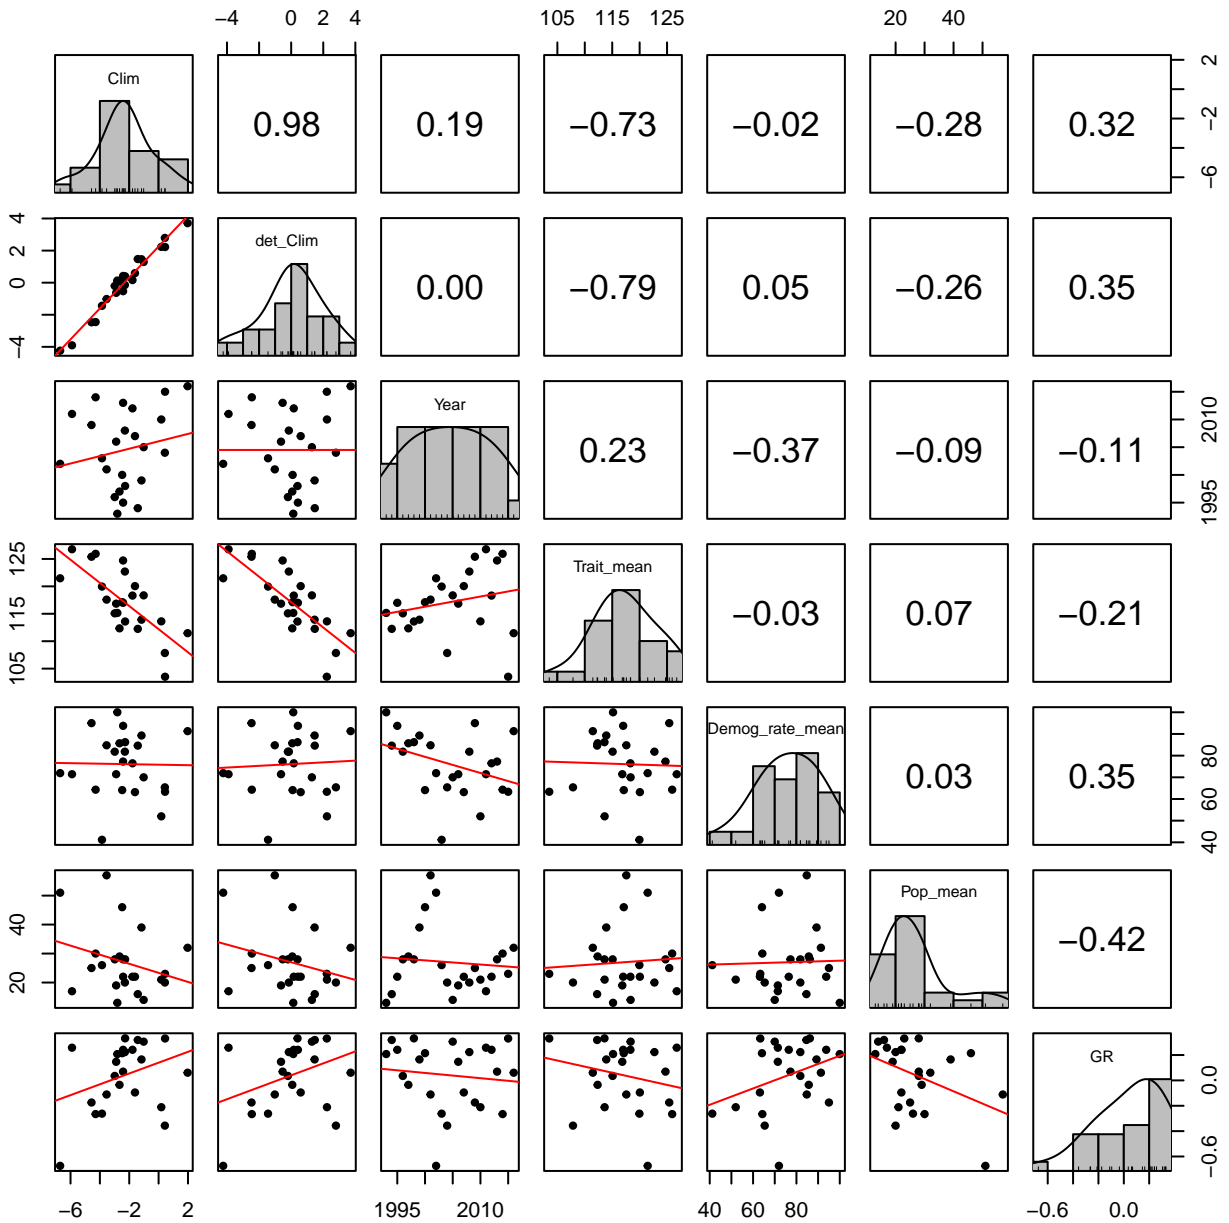 −4 0 2 4 105 115 125 20 40
Clim 0.98 0.19 −0.73 −0.02 −0.28 0.32 −6 −2 2
−4 0 2 4 det_Clim 0.00 −0.79 0.05 −0.26 0.35
Year 0.23 −0.37 −0.09 −0.11 1995 2010
105 115 125 Trait_mean −0.03 0.07 −0.21
Demog_rate_mean 0.03 0.35 40 60 80
20 40 Pop_mean −0.42
GR −0.6 0.0
−6 −2 2 1995 2010 40 60 80 −0.6 0.0